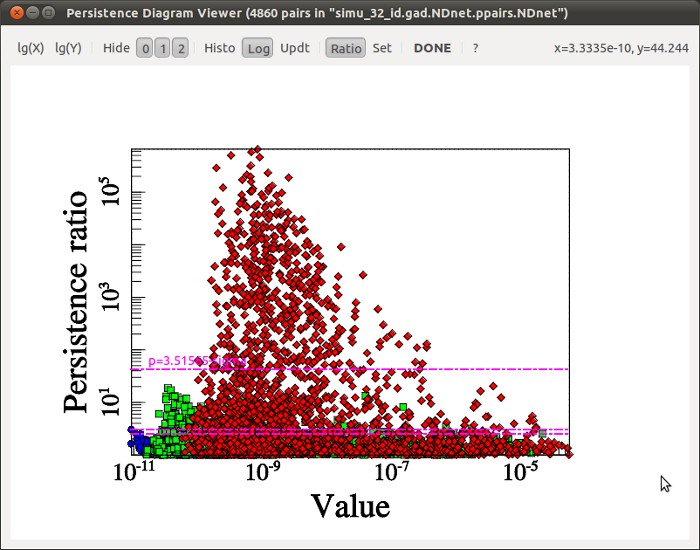 Persistence Diagram Viewer (4860 pairs in "simu_32_id.gad.NDnet.ppairs.NDnet")
lg(X) lg(Y) Hide 0 1 2 Histo Log Updt Ratio Set DONE ? x=3.3335e-10, y=44.244
10^5
10^3
10^1
Persistence ratio
10^-11 10^-9 10^-7 10^-5
Value